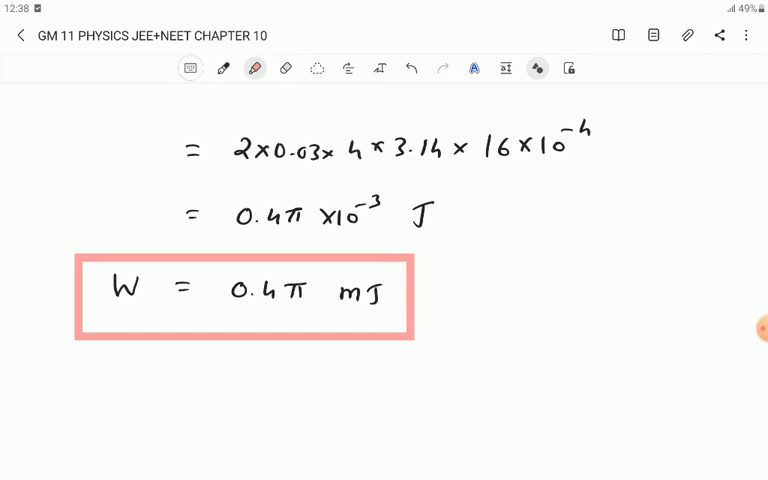 12:38 49%
GM 11 PHYSICS JEE+NEET CHAPTER 10
= 2×0.03× 4 × 3.14 × 16 ×10⁻⁴
= 0.4π ×10⁻³ J
W = 0.4π mJ